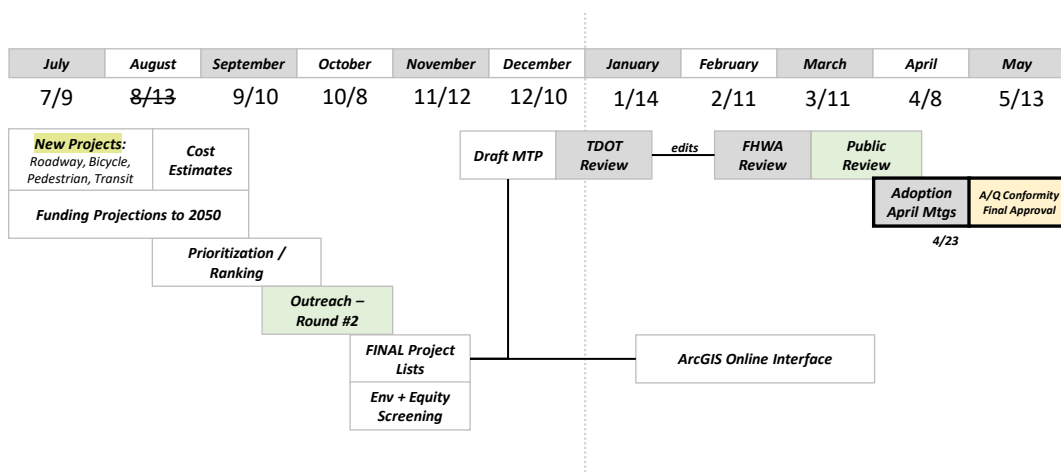 July August September October November December January February March April May
7/9 8/13 9/10 10/8 11/12 12/10 1/14 2/11 3/11 4/8 5/13
New Projects:
Roadway, Bicycle,
Pedestrian, Transit
Cost
Estimates
Draft MTP
TDOT
Review
edits
FHWA
Review
Public
Review
Funding Projections to 2050
Adoption
April Mtgs
A/Q Conformity
Final Approval
4/23
Prioritization /
Ranking
Outreach –
Round #2
FINAL Project
Lists
ArcGIS Online Interface
Env + Equity
Screening